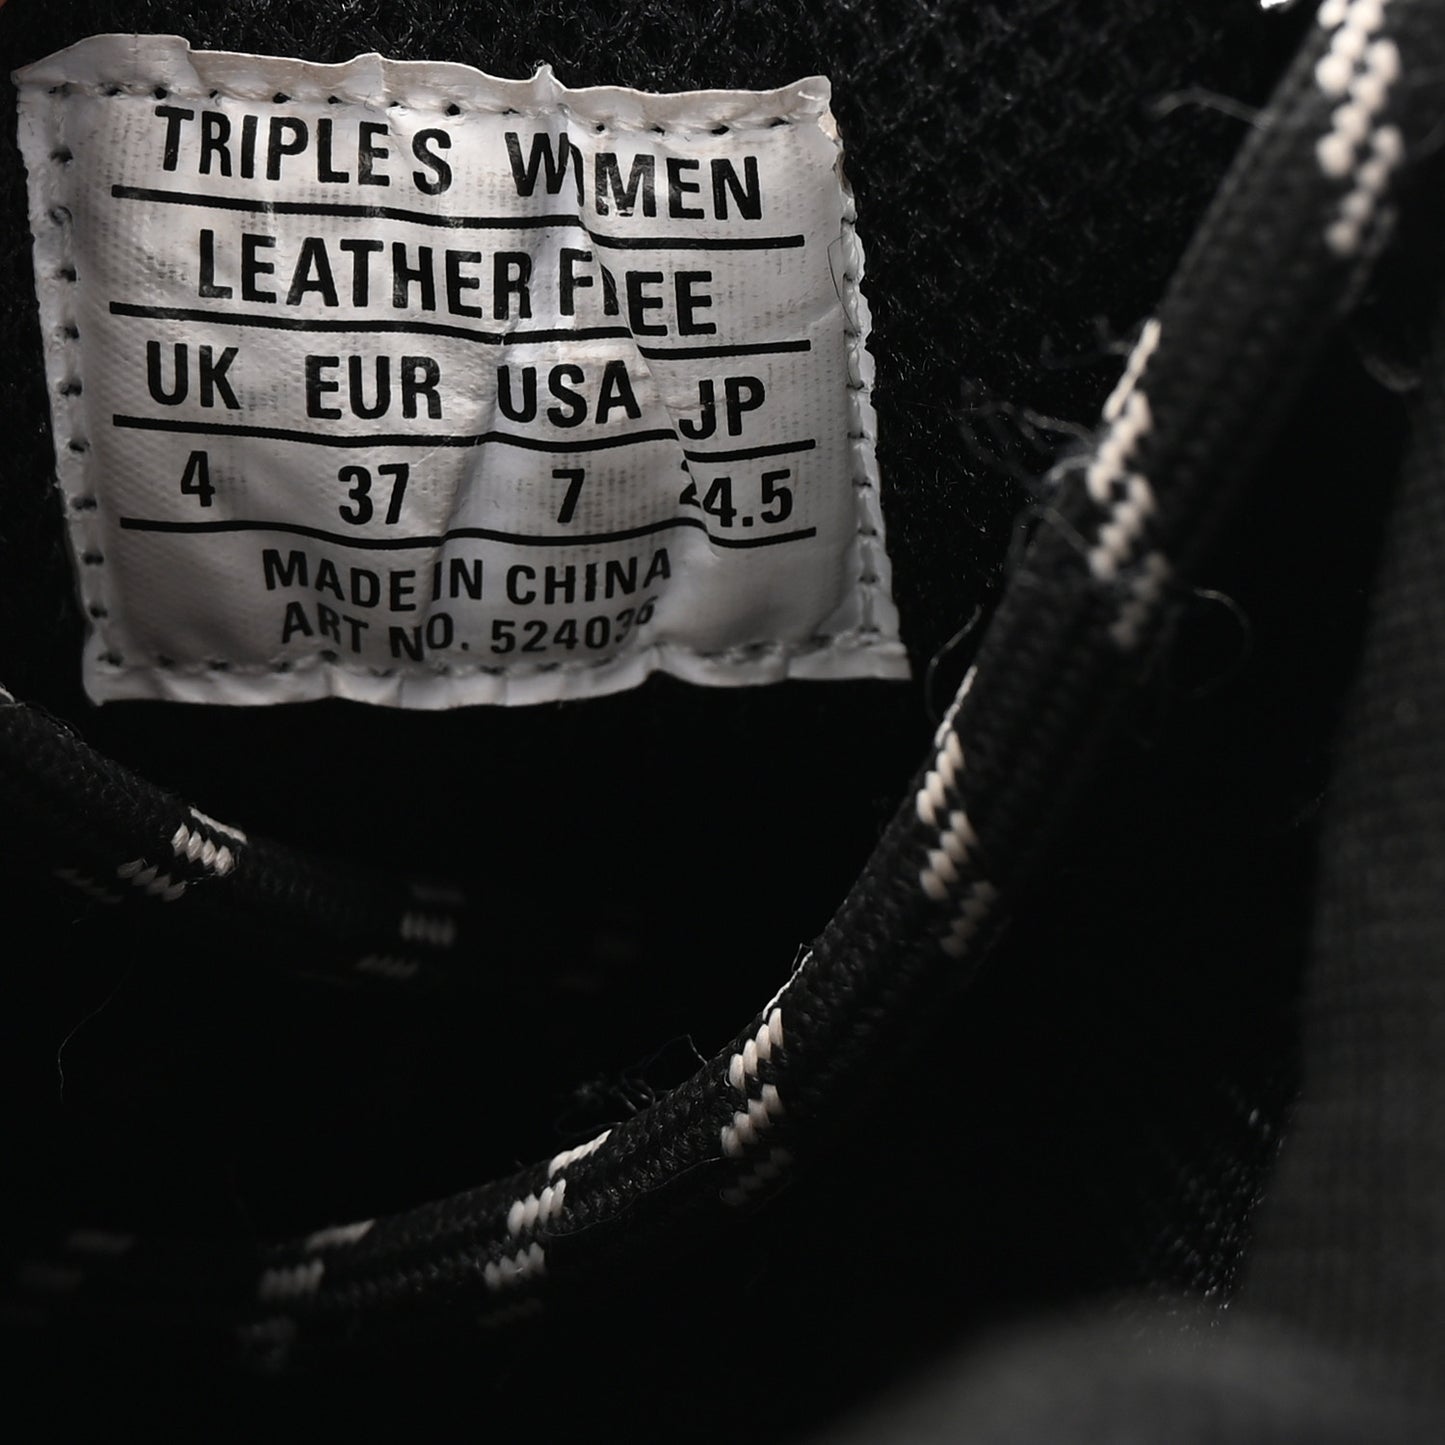 TRIPLE S WOMEN
LEATHER FREE
UK EUR USA JP
4 37 7 24.5
MADE IN CHINA
ART NO. 524036